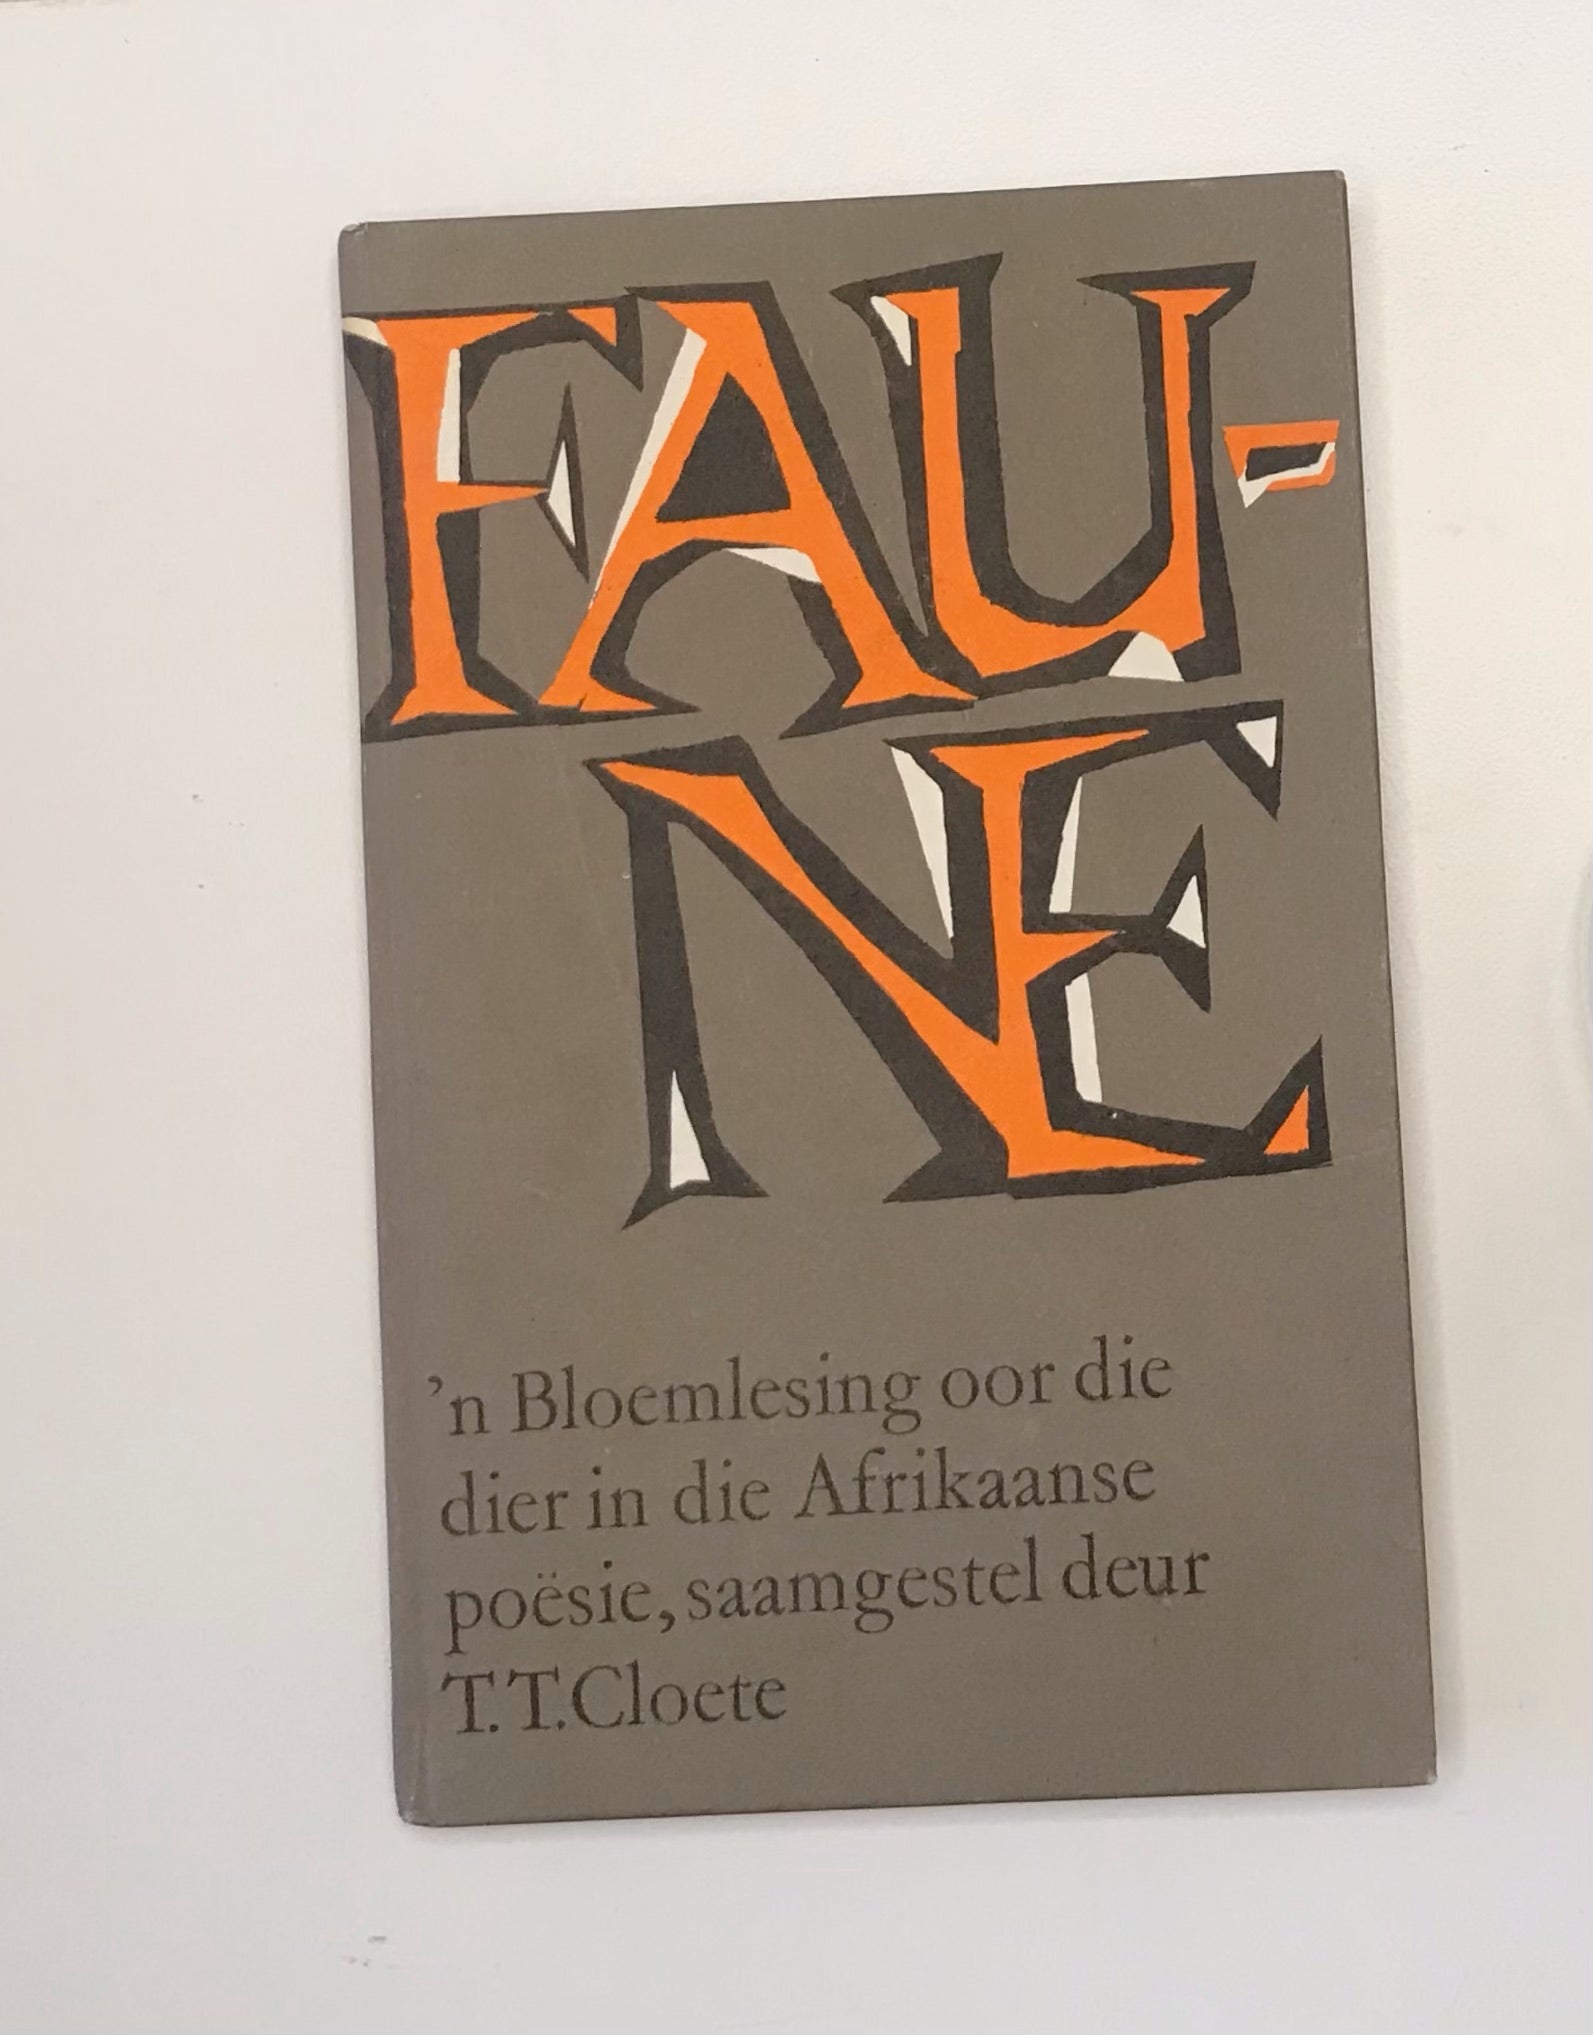 FAU-
NE
’n Bloemlesing oor die
dier in die Afrikaanse
poësie, saamgestel deur
T.T.Cloete